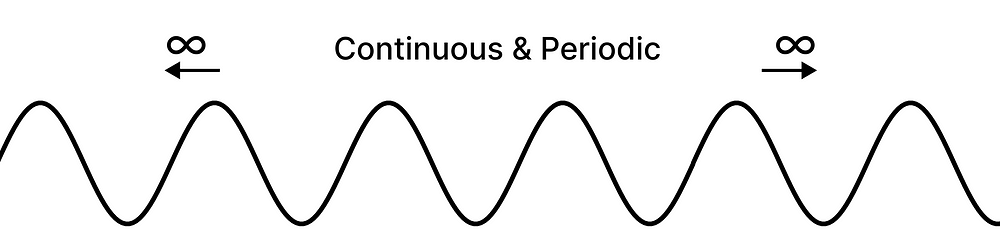 ∞ Continuous & Periodic ∞